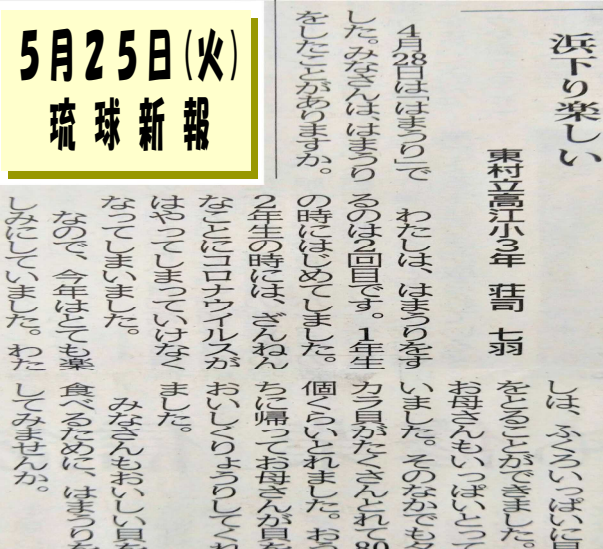 5月25日(火)
琉球新報
浜下り楽しい
東村立高江小3年 荘司 七羽
4月28日は「はまうり」で
した。みなさんは、はまうり
をしたことがありますか。
わたしは、はまうりをす
るのは2回目です。1年生
の時にはじめてしました。
2年生の時には、ざんねん
なことにコロナウイルスが
はやってしまっていけなく
なってしまいました。
なので、今年はとても楽
しみにしていました。わた
しは、ふくろいっぱいに
をとることができました。
お母さんもいっぱいとって
いました。そのなかでも
カラ貝がたくさんとれて80
個くらいとれました。おう
ちに帰ってお母さんが貝を
おいしくりょうりしてくれ
ました。
みなさんもおいしい貝を
食べるために、はまうりを
してみませんか。